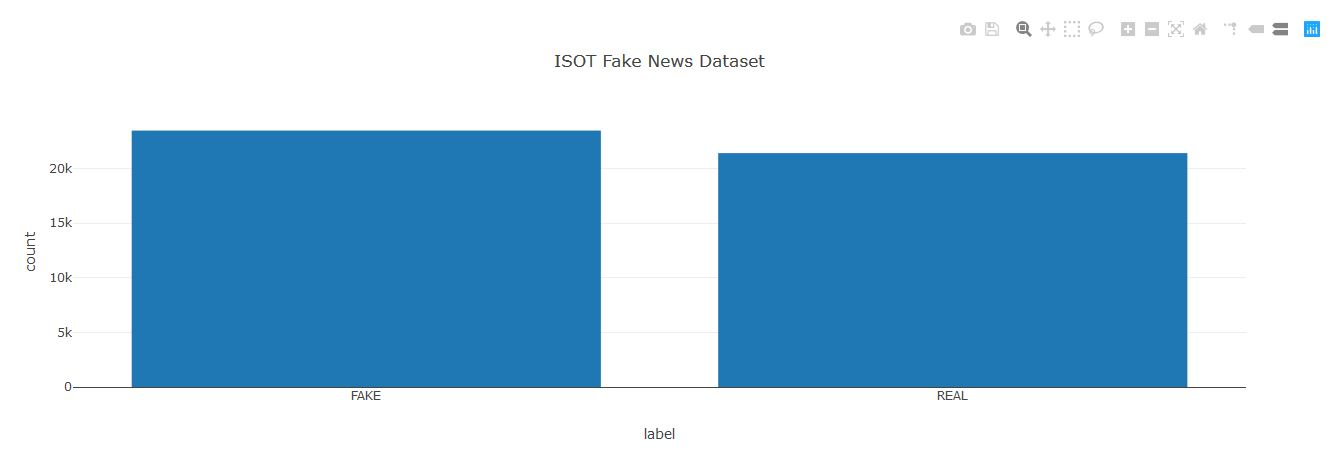 ISOT Fake News Dataset
20k
15k
10k
5k
0
count
FAKE REAL
label